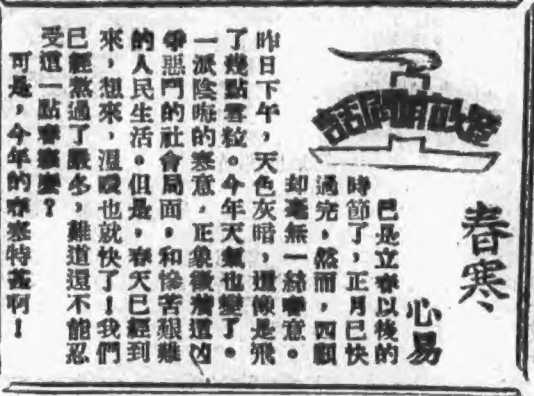 春寒
心易
已是立春以後的
時節了，正月已快
過完，然而，四顧
却毫無一絲春意。
昨日下午，天色灰暗，還像是飛
了幾點雪粒。今年天氣也變了。
一派陰晦的寒意，正象徵着這凶
惡鬥的社會局面，和慘苦艱難
的人民生活。但是，春天已經到
來，想來，溫暖也就快了！我們
已經熬過了嚴冬，難道還不能忍
受這一點春寒麼？
可是，今年的春寒特甚啊！